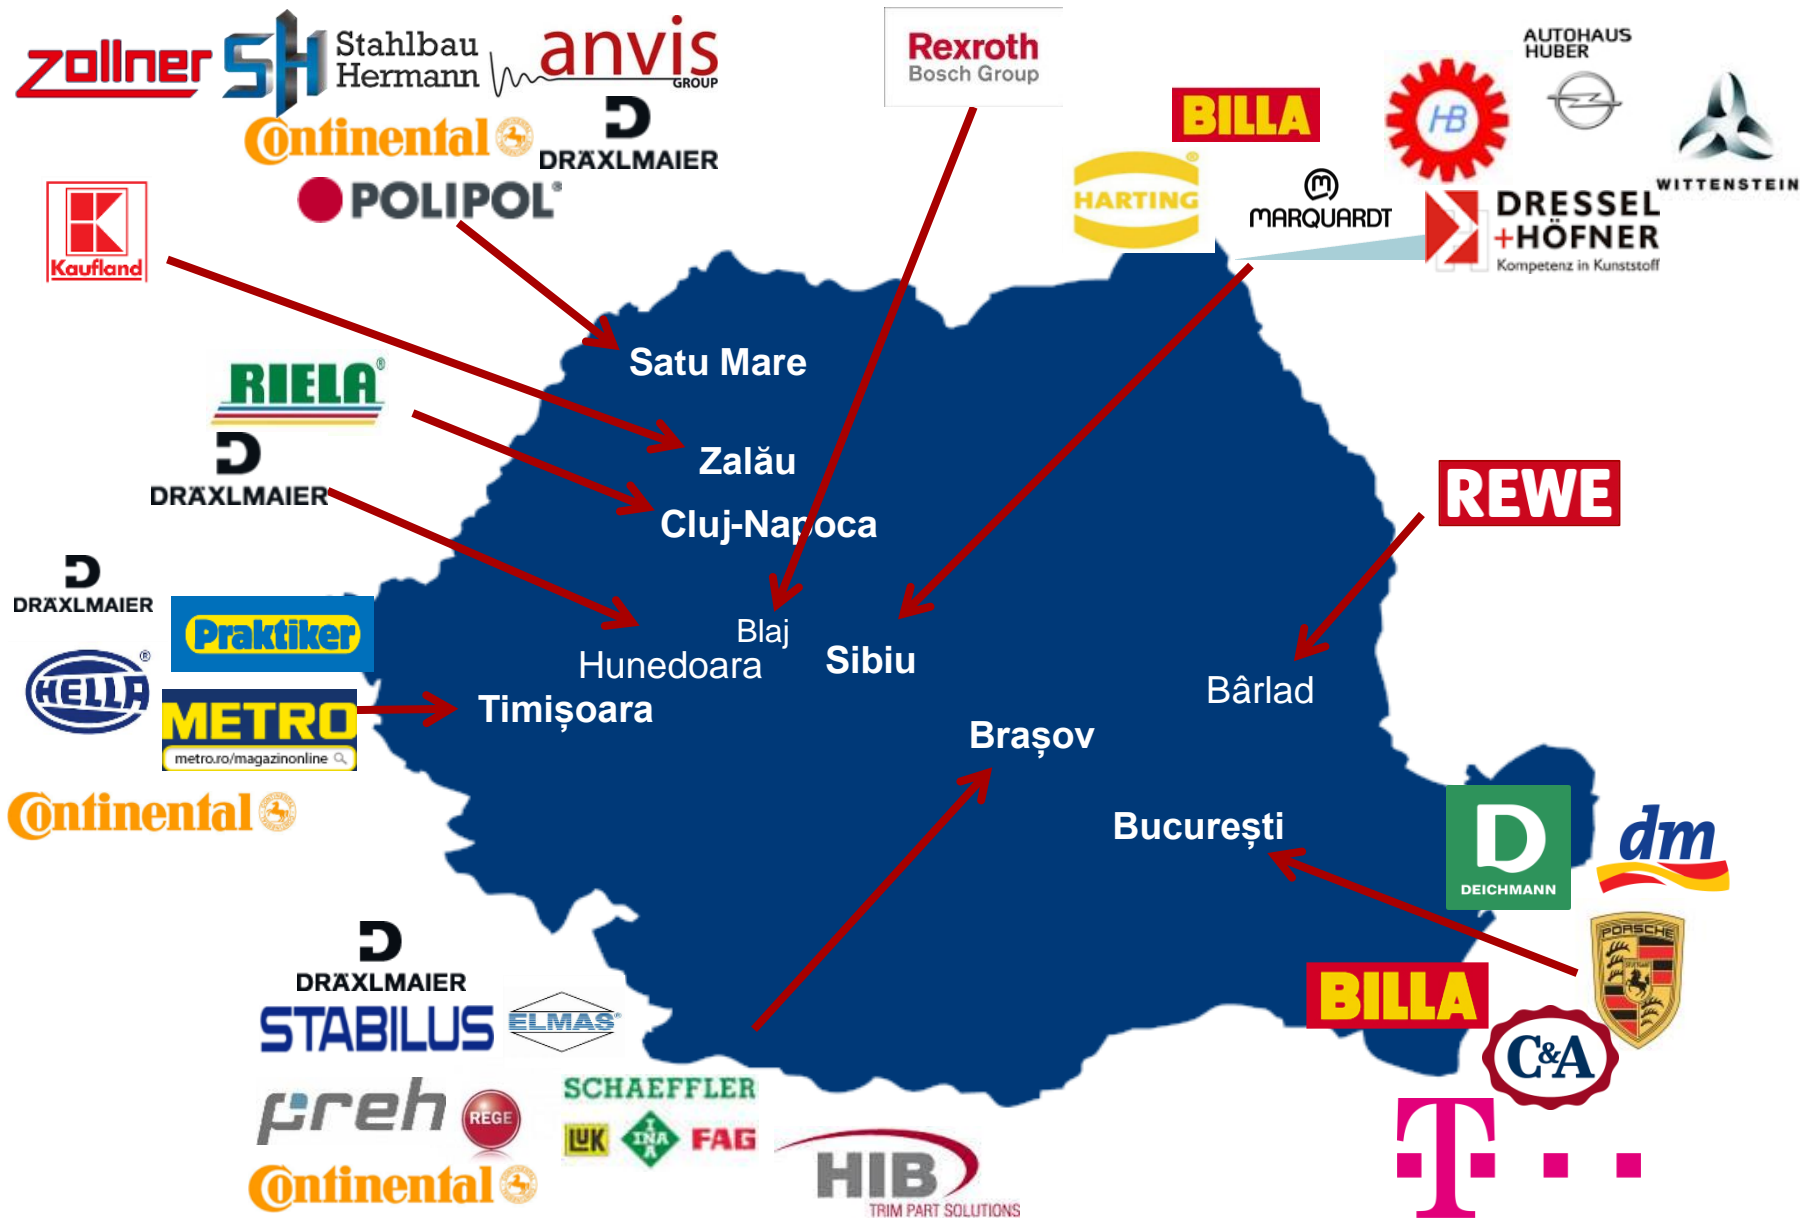 zollner
SH Stahlbau
Hermann
anvis
GROUP
Rexroth
Bosch Group
AUTOHAUS
HUBER
BILLA
HB
WITTENSTEIN
Continental
DRÄXLMAIER
POLIPOL®
HARTING®
MARQUARDT
DRESSEL
+HÖFNER
Kompetenz in Kunststoff
K
Kaufland
Satu Mare
RIELA®
Zalău
DRÄXLMAIER
Cluj-Napoca
REWE
DRÄXLMAIER
Praktiker
Blaj
Hunedoara
Sibiu
HELLA®
Bârlad
METRO
metro.ro/magazinonline
Timișoara
Brașov
Continental
București
D
DEICHMANN
dm
PORSCHE
DRÄXLMAIER
STABILUS
ELMAS®
BILLA
C&A
preh
REGE
SCHAEFFLER
LUK
INA
FAG
Continental
HIB
TRIM PART SOLUTIONS
T